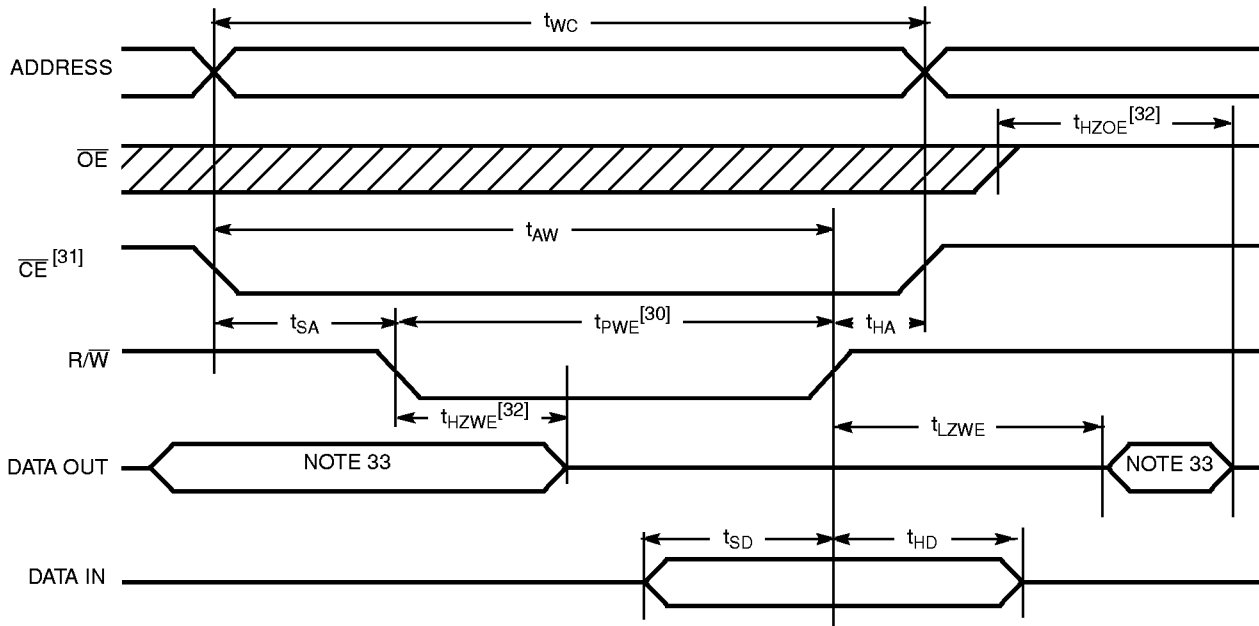 tWC
ADDRESS
tHZOE[32]
OE
tAW
CE [31]
tSA
tPWE[30]
tHA
R/W
tHZWE[32]
tLZWE
DATA OUT
NOTE 33
NOTE 33
tSD
tHD
DATA IN